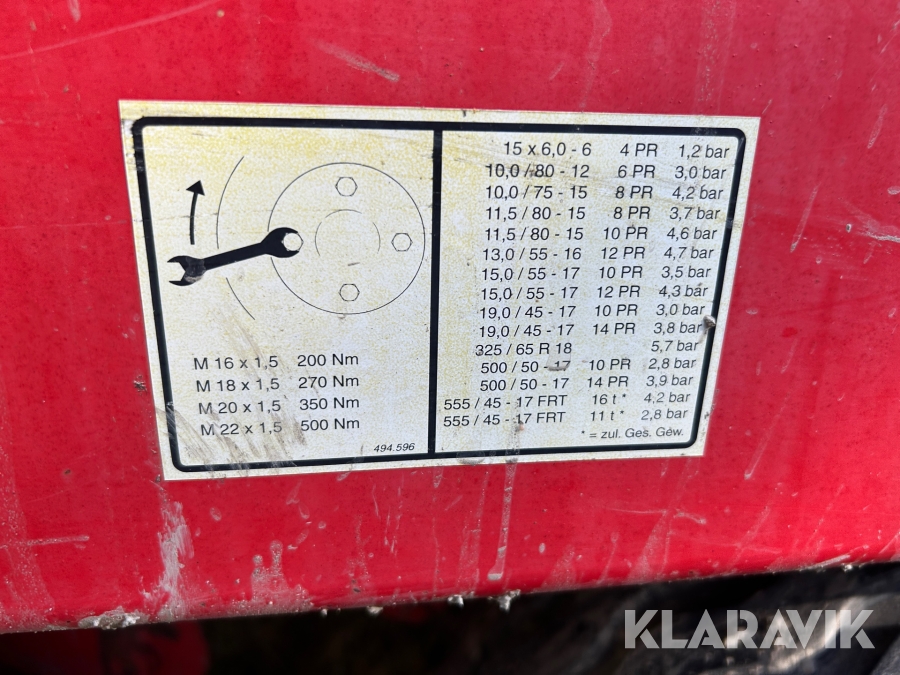 M 16 x 1,5 200 Nm
M 18 x 1,5 270 Nm
M 20 x 1,5 350 Nm
M 22 x 1,5 500 Nm
494.596
15 x 6,0 - 6 4 PR 1,2 bar
10,0 / 80 - 12 6 PR 3,0 bar
10,0 / 75 - 15 8 PR 4,2 bar
11,5 / 80 - 15 8 PR 3,7 bar
11,5 / 80 - 15 10 PR 4,6 bar
13,0 / 55 - 16 12 PR 4,7 bar
15,0 / 55 - 17 10 PR 3,5 bar
15,0 / 55 - 17 12 PR 4,3 bar
19,0 / 45 - 17 10 PR 3,0 bar
19,0 / 45 - 17 14 PR 3,8 bar
325 / 65 R 18 5,7 bar
500 / 50 - 17 10 PR 2,8 bar
500 / 50 - 17 14 PR 3,9 bar
555 / 45 - 17 FRT 16 t * 4,2 bar
555 / 45 - 17 FRT 11 t * 2,8 bar
* = zul. Ges. Gew.
KLARAVIK